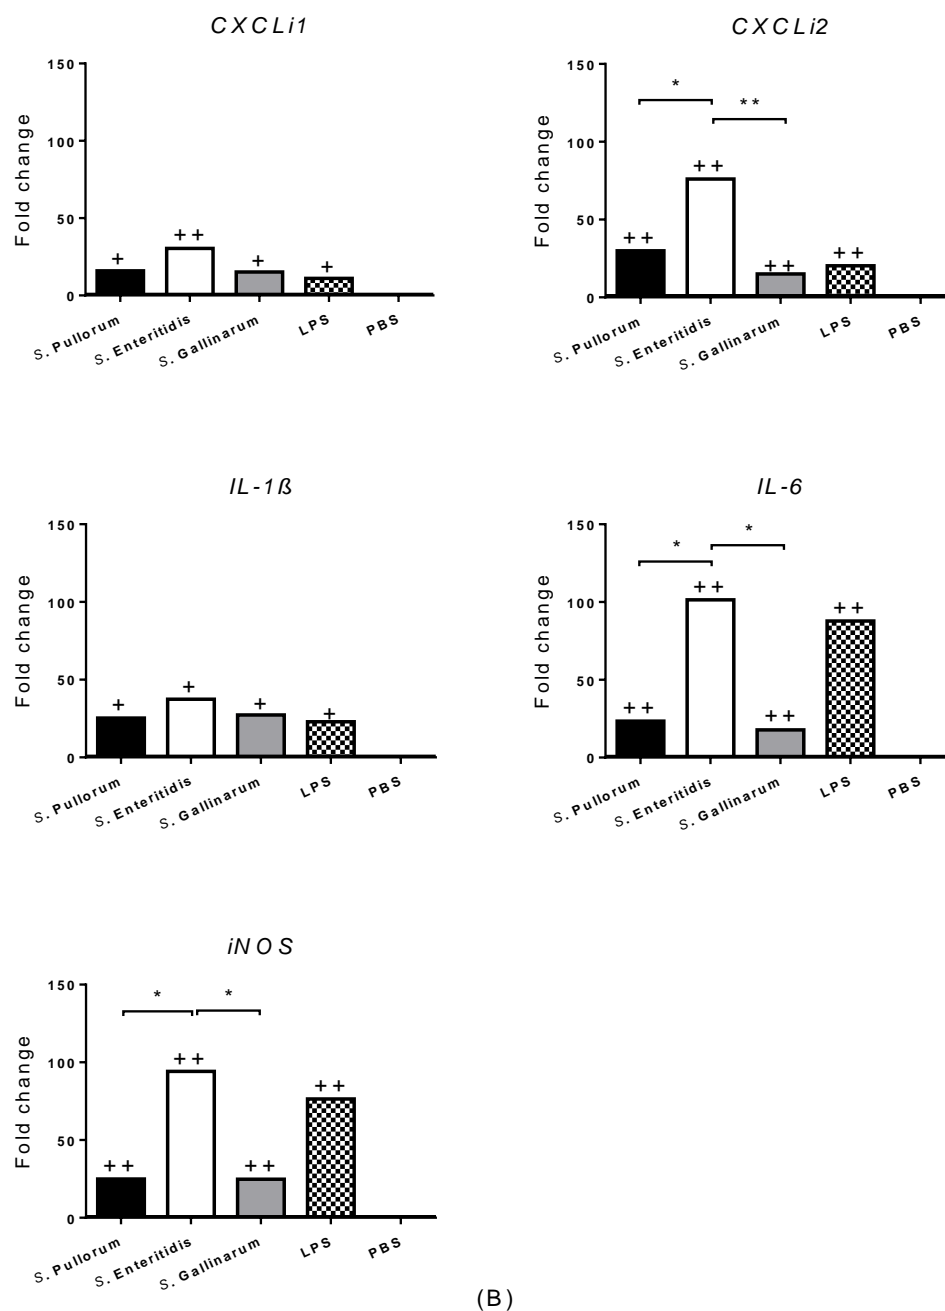 CXCLi1
Fold change
150
100
50
0
+
++
+
+
S. Pullorum
S. Enteritidis
S. Gallinarum
LPS
PBS
CXCLi2
Fold change
150
100
50
0
*
**
++
++
++
++
S. Pullorum
S. Enteritidis
S. Gallinarum
LPS
PBS
IL-1ß
Fold change
150
100
50
0
+
+
+
+
S. Pullorum
S. Enteritidis
S. Gallinarum
LPS
PBS
IL-6
Fold change
150
100
50
0
*
*
++
++
++
++
S. Pullorum
S. Enteritidis
S. Gallinarum
LPS
PBS
iNOS
Fold change
150
100
50
0
*
*
++
++
++
++
S. Pullorum
S. Enteritidis
S. Gallinarum
LPS
PBS
(B)